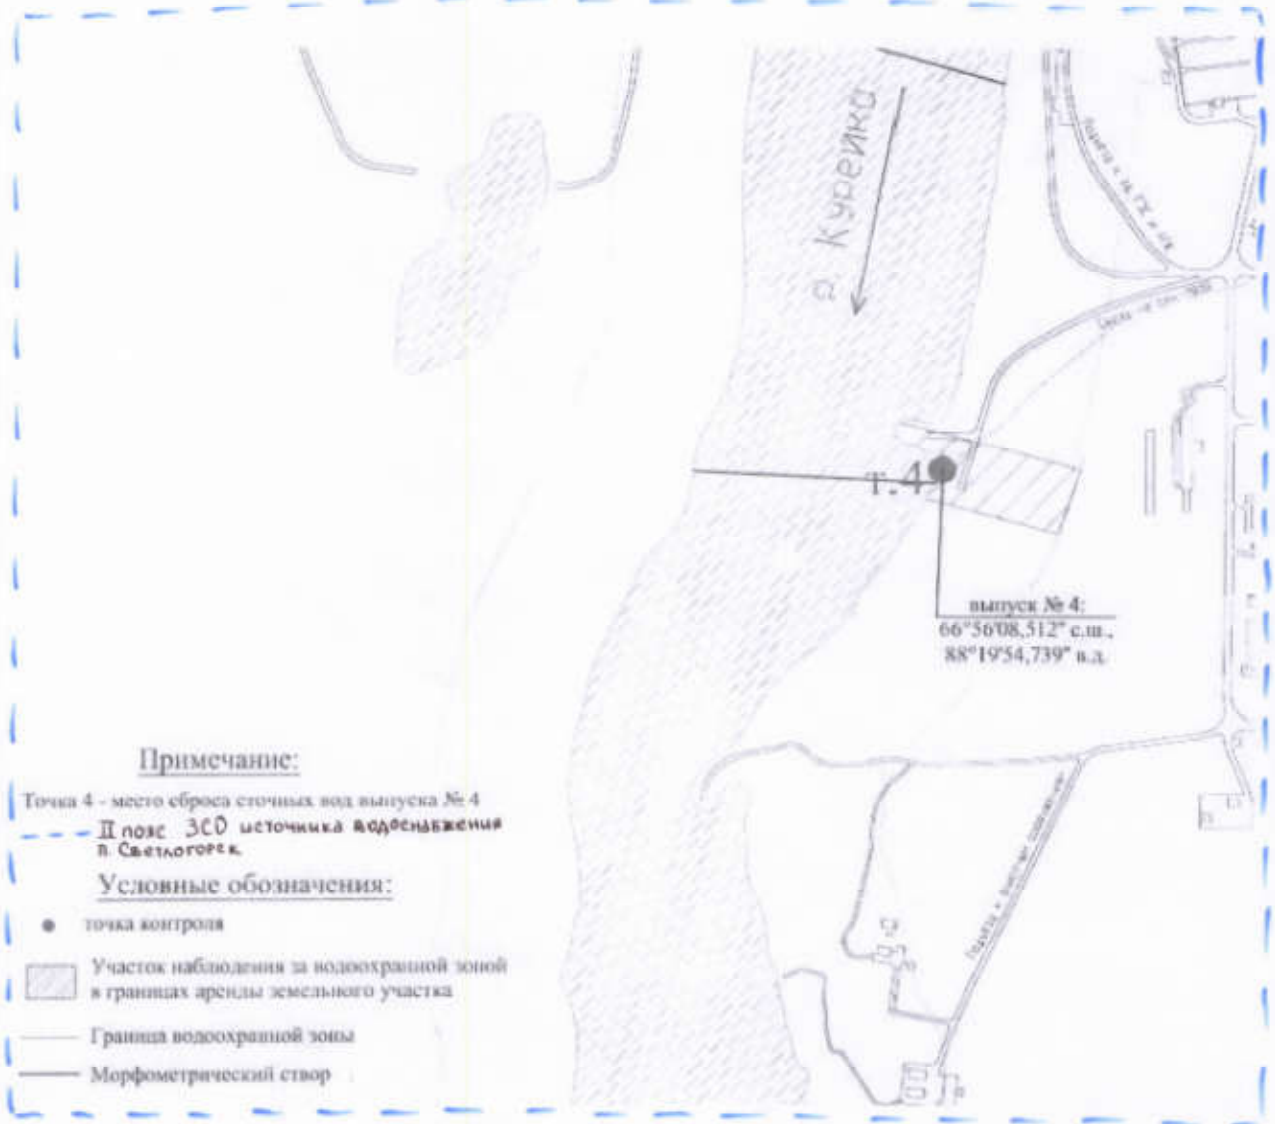 р. Курейка
т.4
выпуск № 4:
66°56'08,512" с.ш.,
88°19'54,739" в.д.
Примечание:
Точка 4 - место сброса сточных вод выпуска № 4
II пояс ЗСО источника водоснабжения
п. Светлогорск
Условные обозначения:
точка контроля
Участок наблюдения за водоохранной зоной
в границах аренды земельного участка
Граница водоохранной зоны
Морфометрический створ